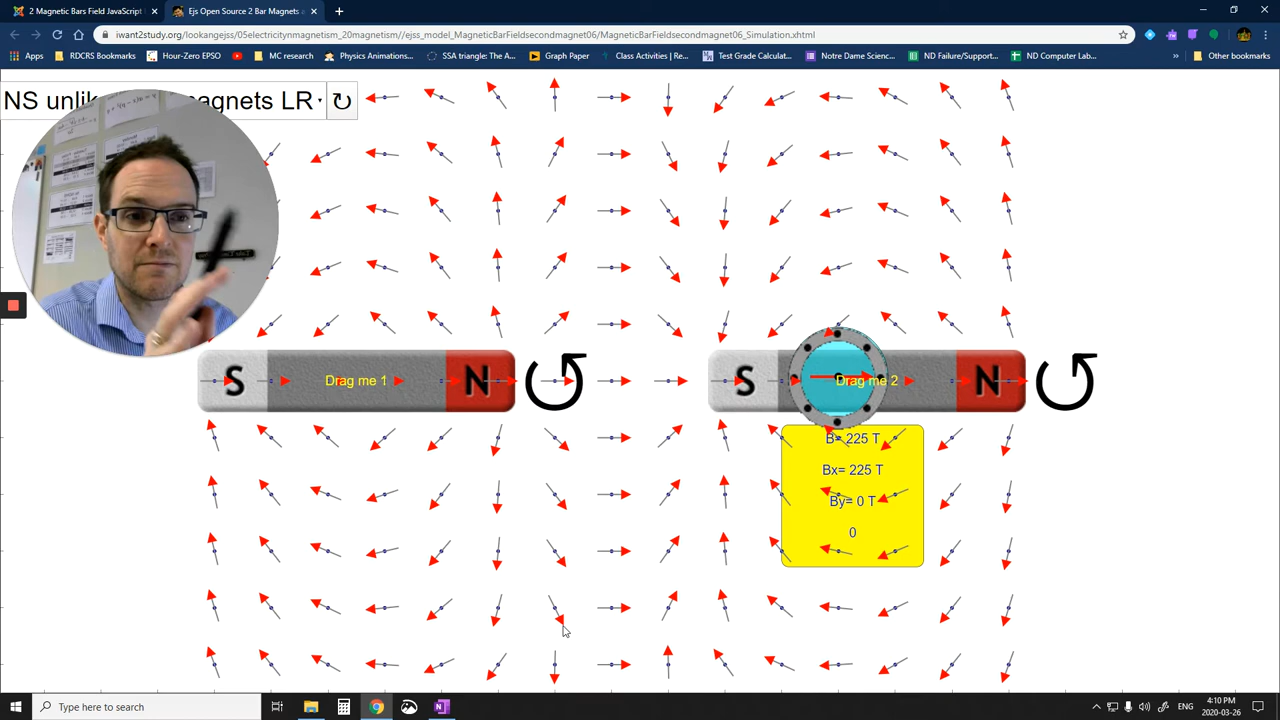 2 Magnetic Bars Field JavaScript
Ejs Open Source 2 Bar Magnets
iwant2study.org/lookangejss/05electricitynmagnetism_20magnetism//ejss_model_MagneticBarFieldsecondmagnet06/MagneticBarFieldsecondmagnet06_Simulation.xhtml
Apps RDCRS Bookmarks Hour-Zero EPSO MC research Physics Animations... SSA triangle: The A... Graph Paper Class Activities | Re... Test Grade Calculat... Notre Dame Scienc... ND Failure/Support... ND Computer Lab... Other bookmarks
NS unlik magnets LR
S Drag me 1 N
S Drag me 2 N
B= 225 T
Bx= 225 T
By= 0 T
0
Type here to search
4:10 PM
2020-03-26